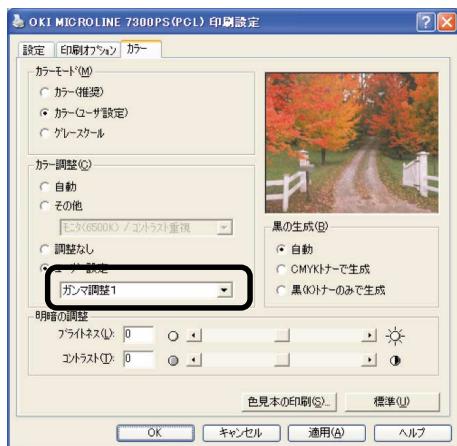 OKI MICROLINE 7300PS(PCL) 印刷設定
設定 印刷オプション カラー
カラーモード(M)
カラー(推奨)
カラー(ユーザ設定)
グレースケール
カラー調整(C)
自動
その他
モニタ(6500K) / コントラスト重視
調整なし
ユーザー設定
ガンマ調整1
黒の生成(B)
自動
CMYKトナーで生成
黒(K)トナーのみで生成
明暗の調整
ブライトネス(L): 0
コントラスト(T): 0
色見本の印刷(S)... 標準(U)
OK キャンセル 適用(A) ヘルプ